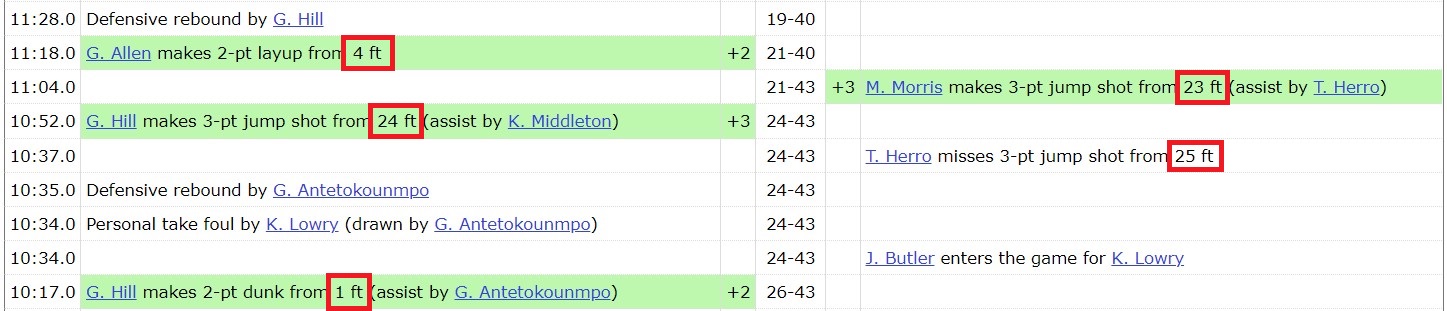 11:28.0 Defensive rebound by G. Hill 19-40
11:18.0 G. Allen makes 2-pt layup from 4 ft +2 21-40
11:04.0 21-43 +3 M. Morris makes 3-pt jump shot from 23 ft (assist by T. Herro)
10:52.0 G. Hill makes 3-pt jump shot from 24 ft (assist by K. Middleton) +3 24-43
10:37.0 24-43 T. Herro misses 3-pt jump shot from 25 ft
10:35.0 Defensive rebound by G. Antetokounmpo 24-43
10:34.0 Personal take foul by K. Lowry (drawn by G. Antetokounmpo) 24-43
10:34.0 24-43 J. Butler enters the game for K. Lowry
10:17.0 G. Hill makes 2-pt dunk from 1 ft (assist by G. Antetokounmpo) +2 26-43